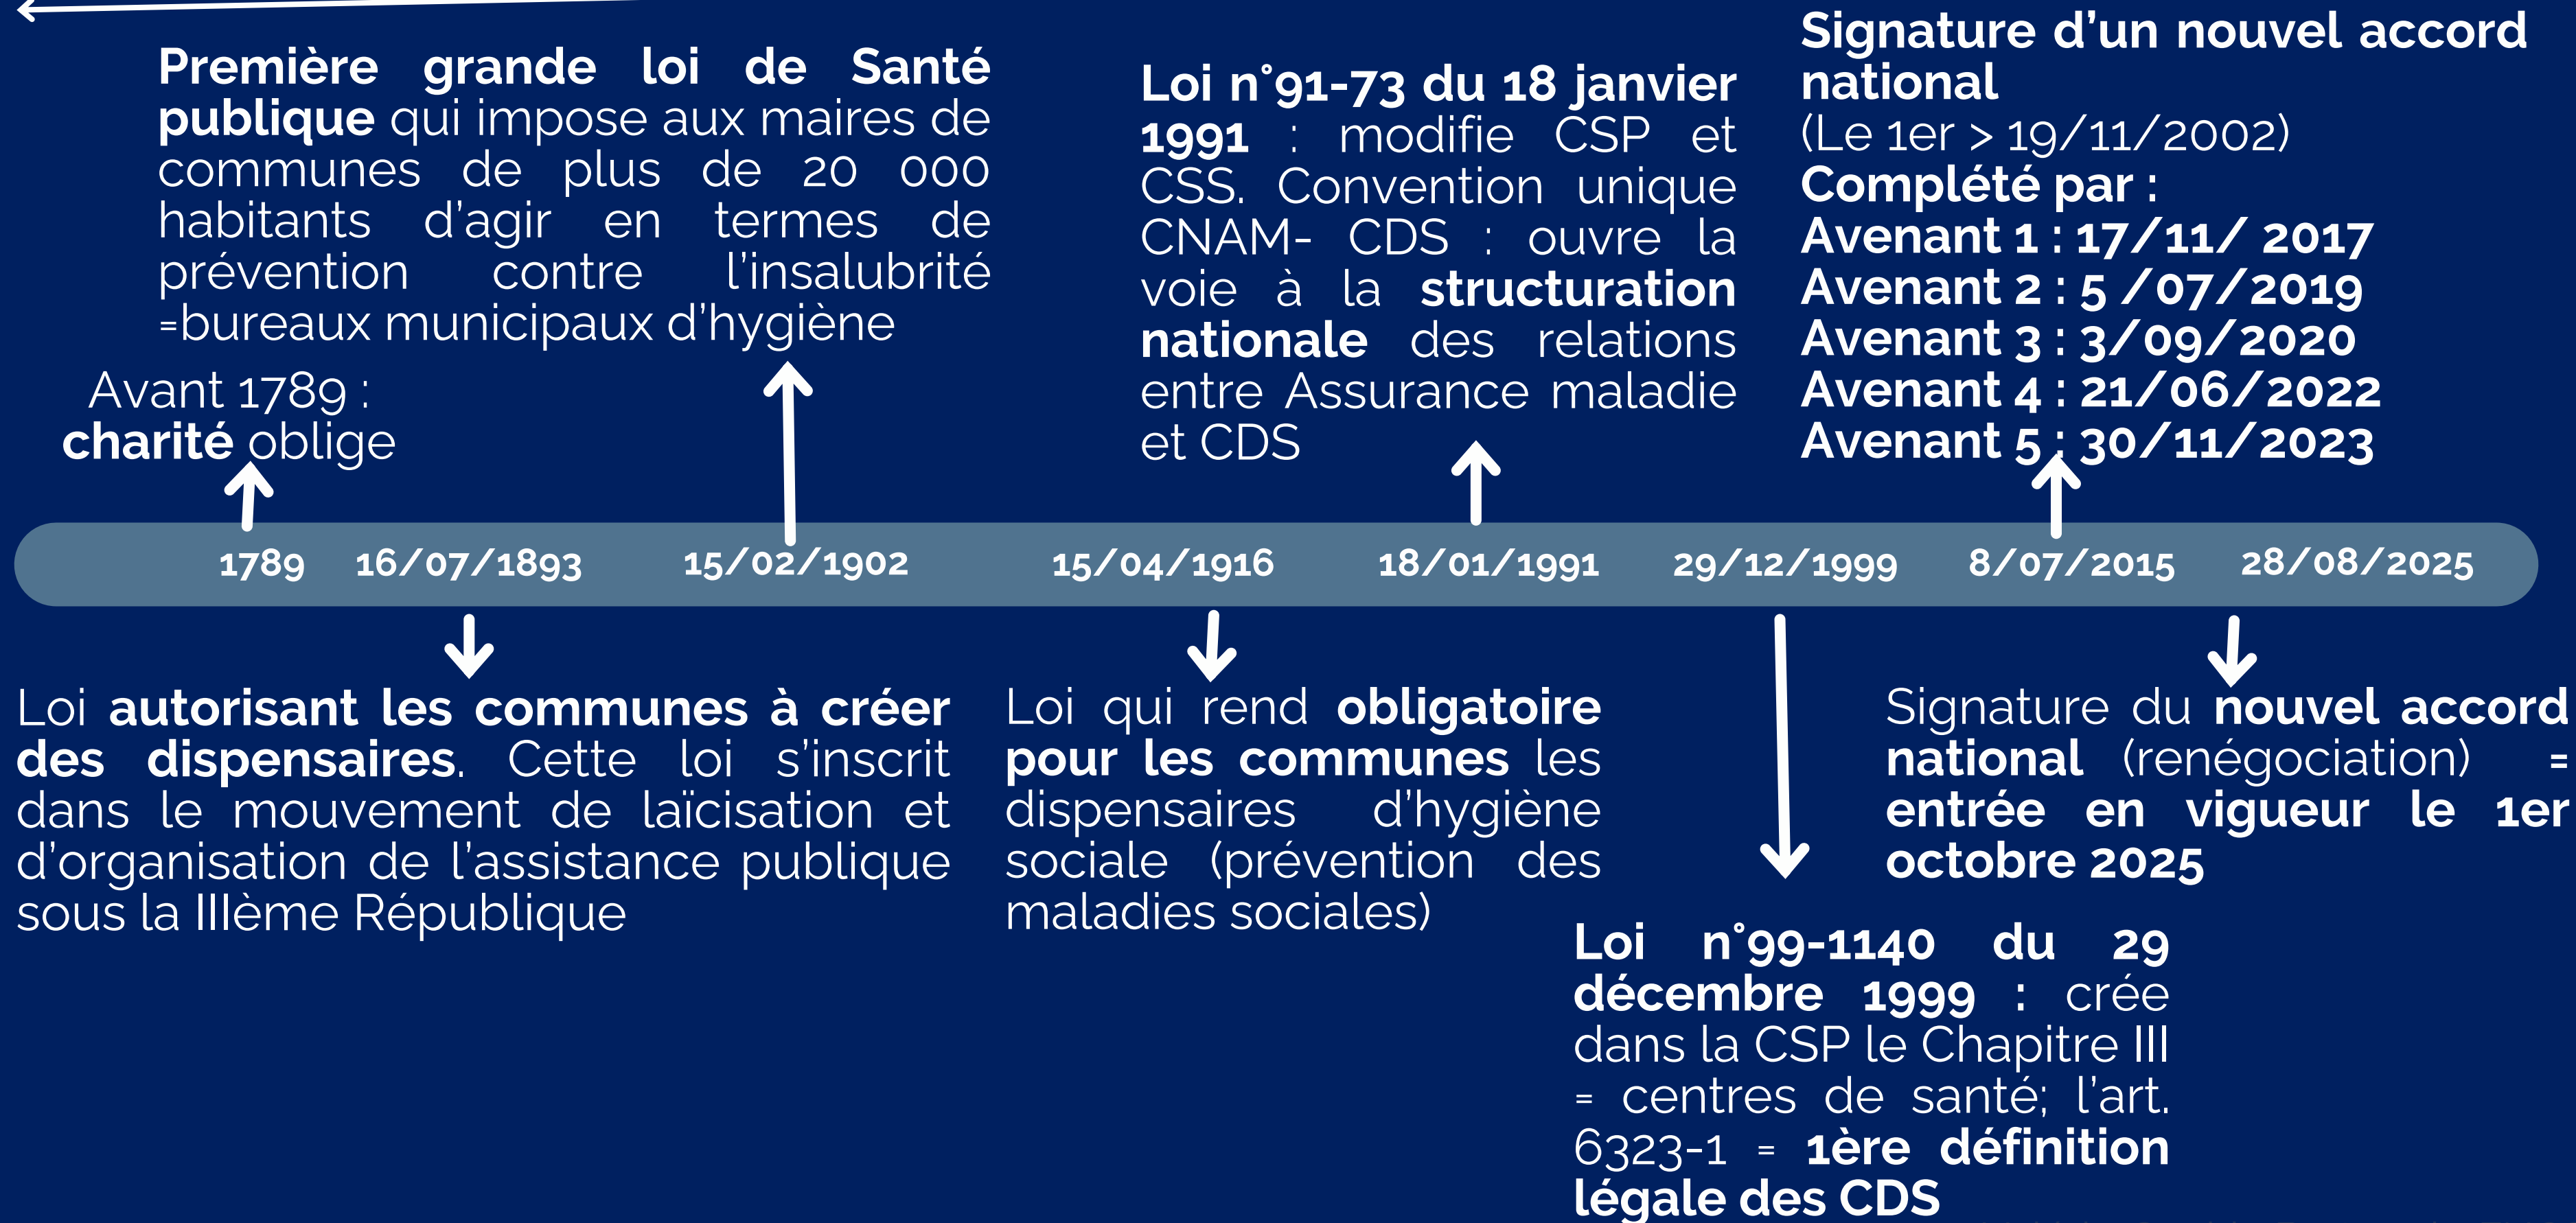 Première grande loi de Santé
publique qui impose aux maires de
communes de plus de 20 000
habitants d'agir en termes de
prévention contre l'insalubrité
=bureaux municipaux d'hygiène
Avant 1789 :
charité oblige
Loi n°91-73 du 18 janvier
1991 : modifie CSP et
CSS. Convention unique
CNAM- CDS : ouvre la
voie à la structuration
nationale des relations
entre Assurance maladie
et CDS
Signature d'un nouvel accord
national
(Le 1er > 19/11/2002)
Complété par :
Avenant 1 : 17/11/ 2017
Avenant 2 : 5 /07/2019
Avenant 3 : 3/09/2020
Avenant 4 : 21/06/2022
Avenant 5 : 30/11/2023
1789 16/07/1893 15/02/1902 15/04/1916 18/01/1991 29/12/1999 8/07/2015 28/08/2025
Loi autorisant les communes à créer
des dispensaires. Cette loi s'inscrit
dans le mouvement de laïcisation et
d'organisation de l'assistance publique
sous la IIIème République
Loi qui rend obligatoire
pour les communes les
dispensaires d'hygiène
sociale (prévention des
maladies sociales)
Signature du nouvel accord
national (renégociation) =
entrée en vigueur le 1er
octobre 2025
Loi n°99-1140 du 29
décembre 1999 : crée
dans la CSP le Chapitre III
= centres de santé; l'art.
6323-1 = 1ère définition
légale des CDS